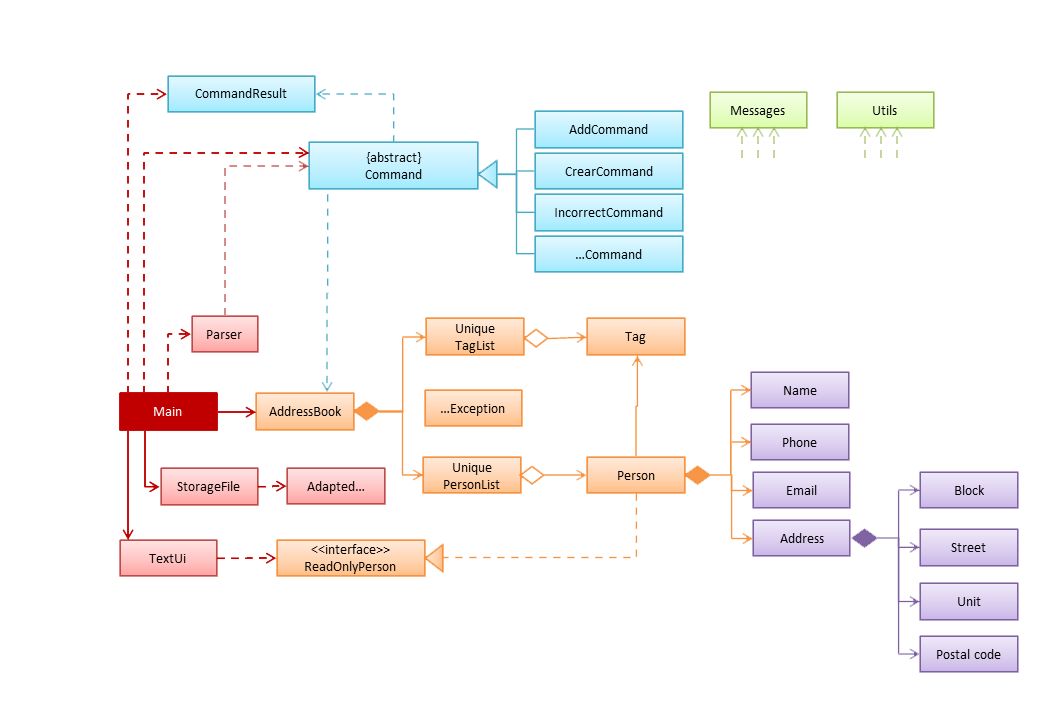 CommandResult
Messages
Utils
{abstract}
Command
AddCommand
CrearCommand
IncorrectCommand
...Command
Parser
Unique
TagList
Tag
Main
AddressBook
...Exception
Name
Phone
StorageFile
Adapted...
Unique
PersonList
Person
Email
Block
Address
Street
TextUi
<<interface>>
ReadOnlyPerson
Unit
Postal code